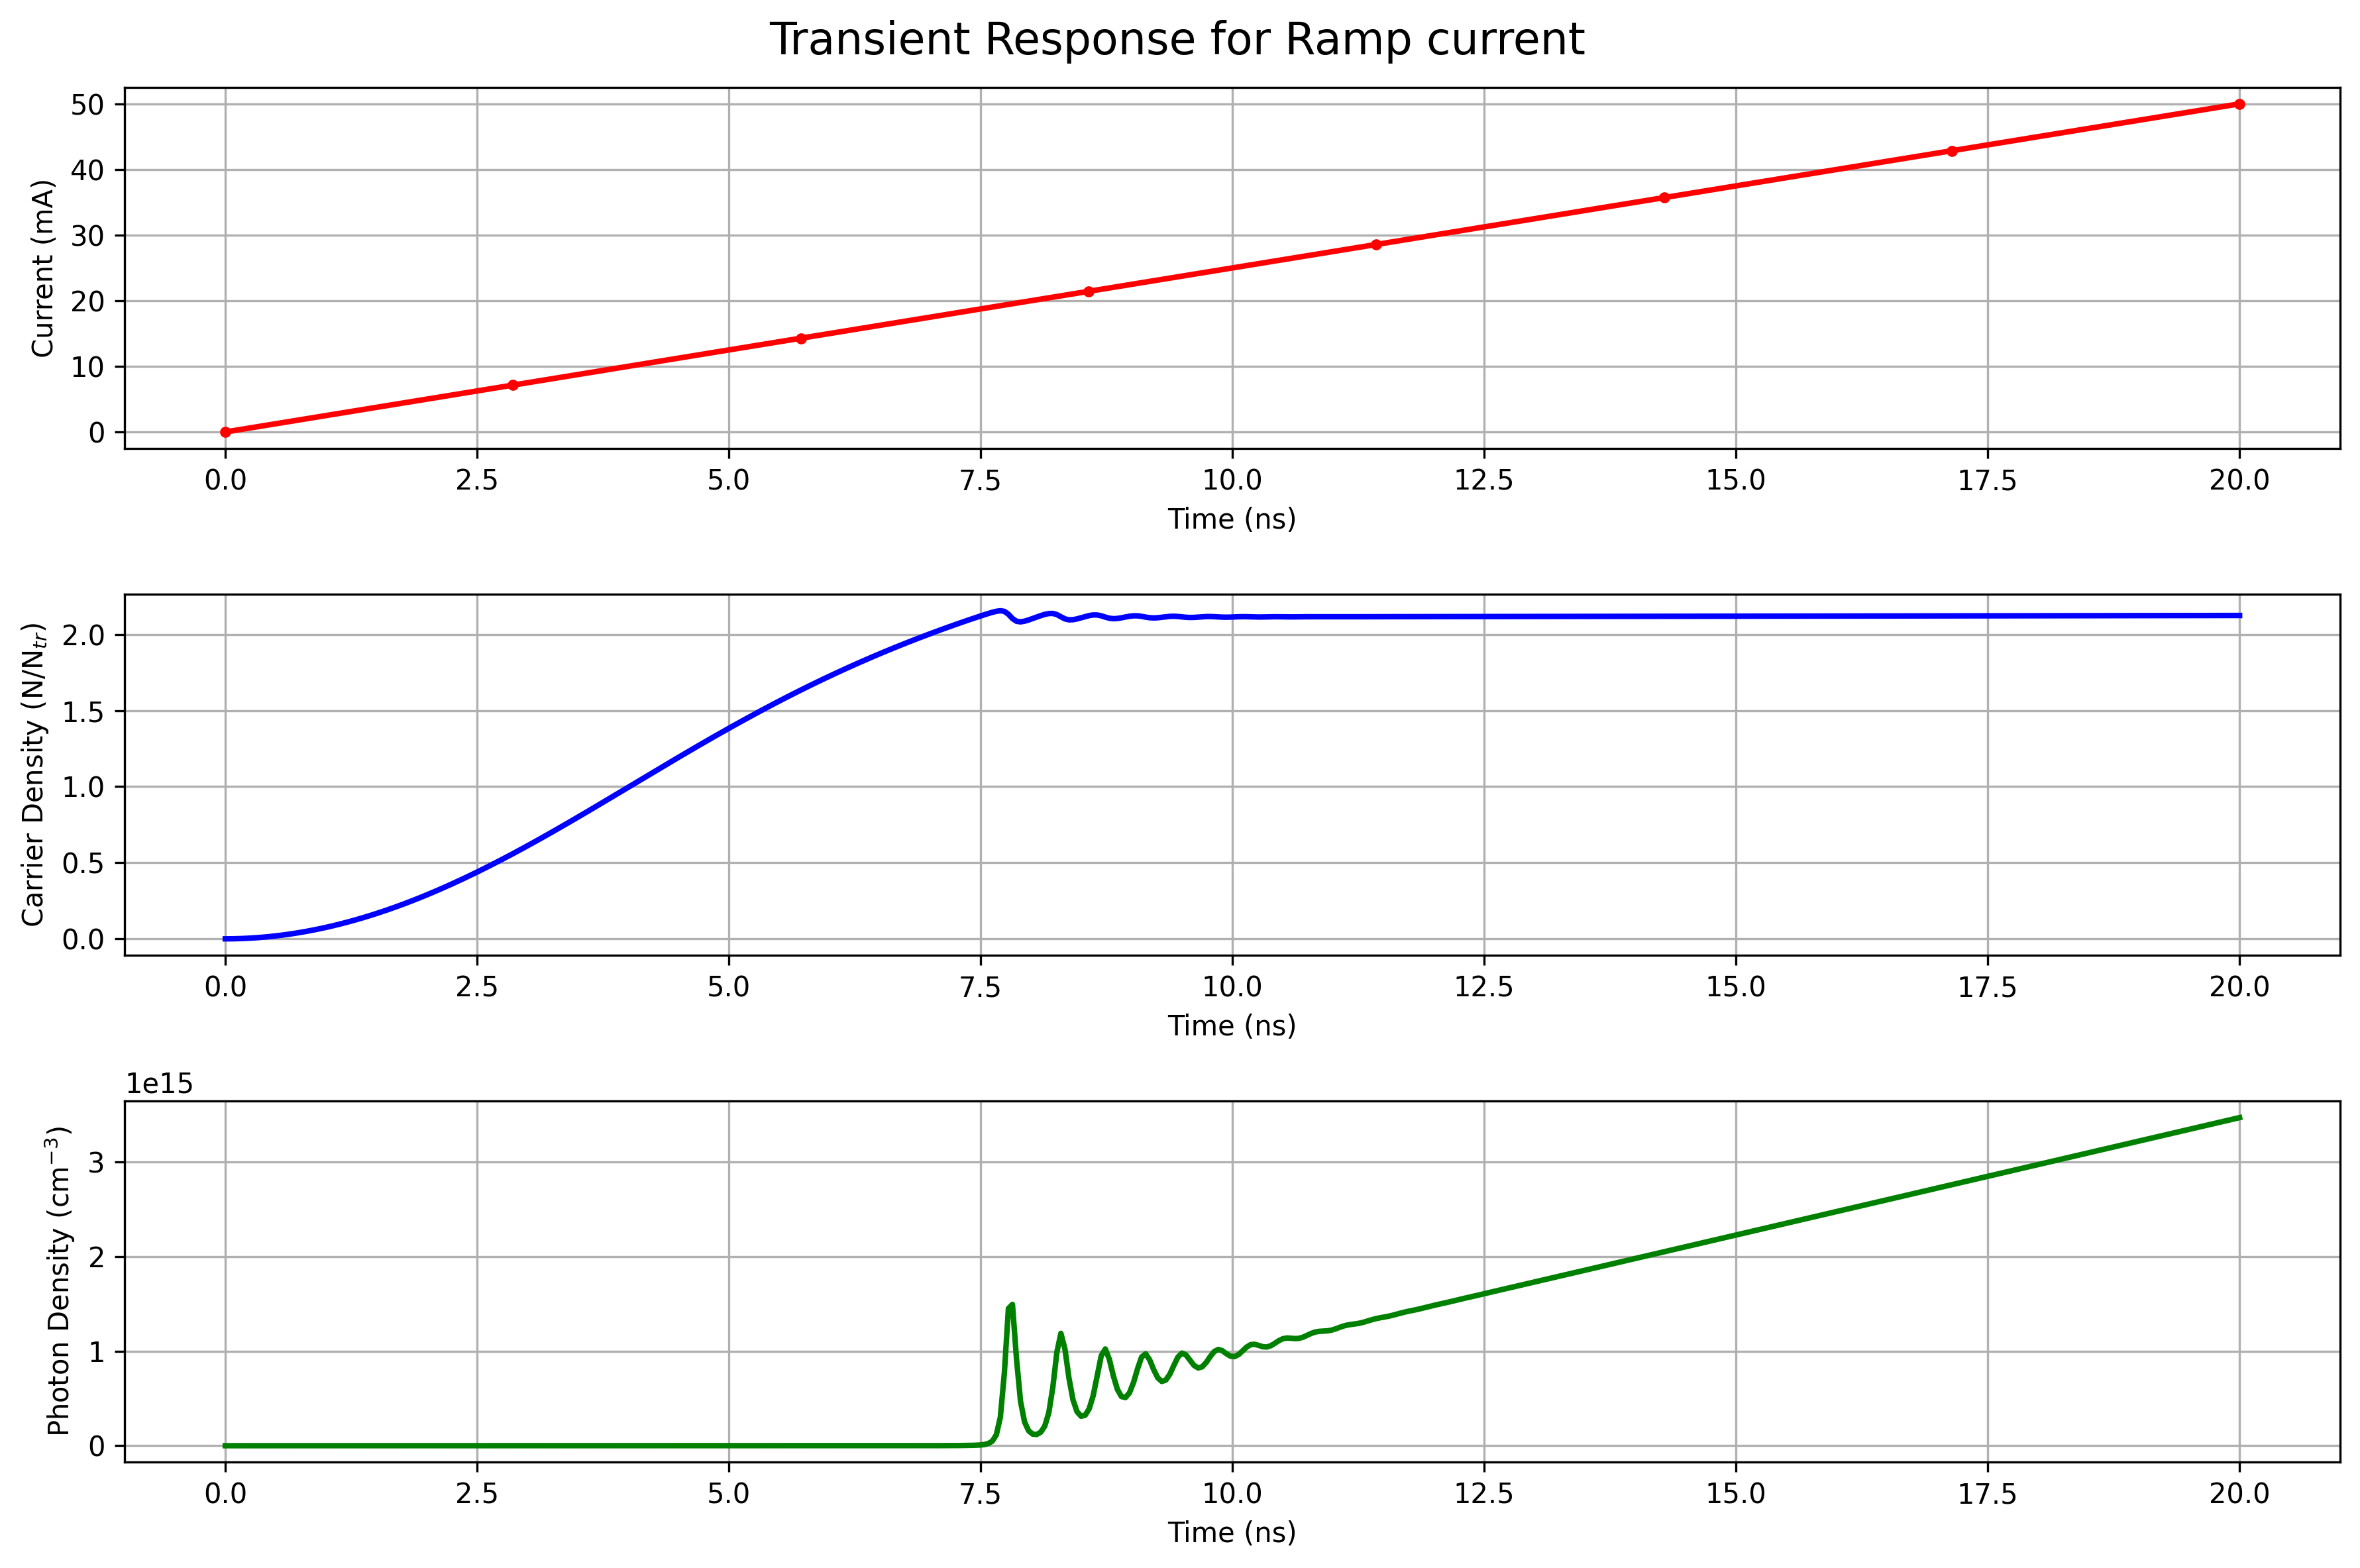 Transient Response for Ramp current
50
40
30
20
10
0
Current (mA)
0.0 2.5 5.0 7.5 10.0 12.5 15.0 17.5 20.0
Time (ns)
2.0
1.5
1.0
0.5
0.0
Carrier Density (N/N$_{tr}$)
0.0 2.5 5.0 7.5 10.0 12.5 15.0 17.5 20.0
Time (ns)
1e15
3
2
1
0
Photon Density (cm$^{-3}$)
0.0 2.5 5.0 7.5 10.0 12.5 15.0 17.5 20.0
Time (ns)